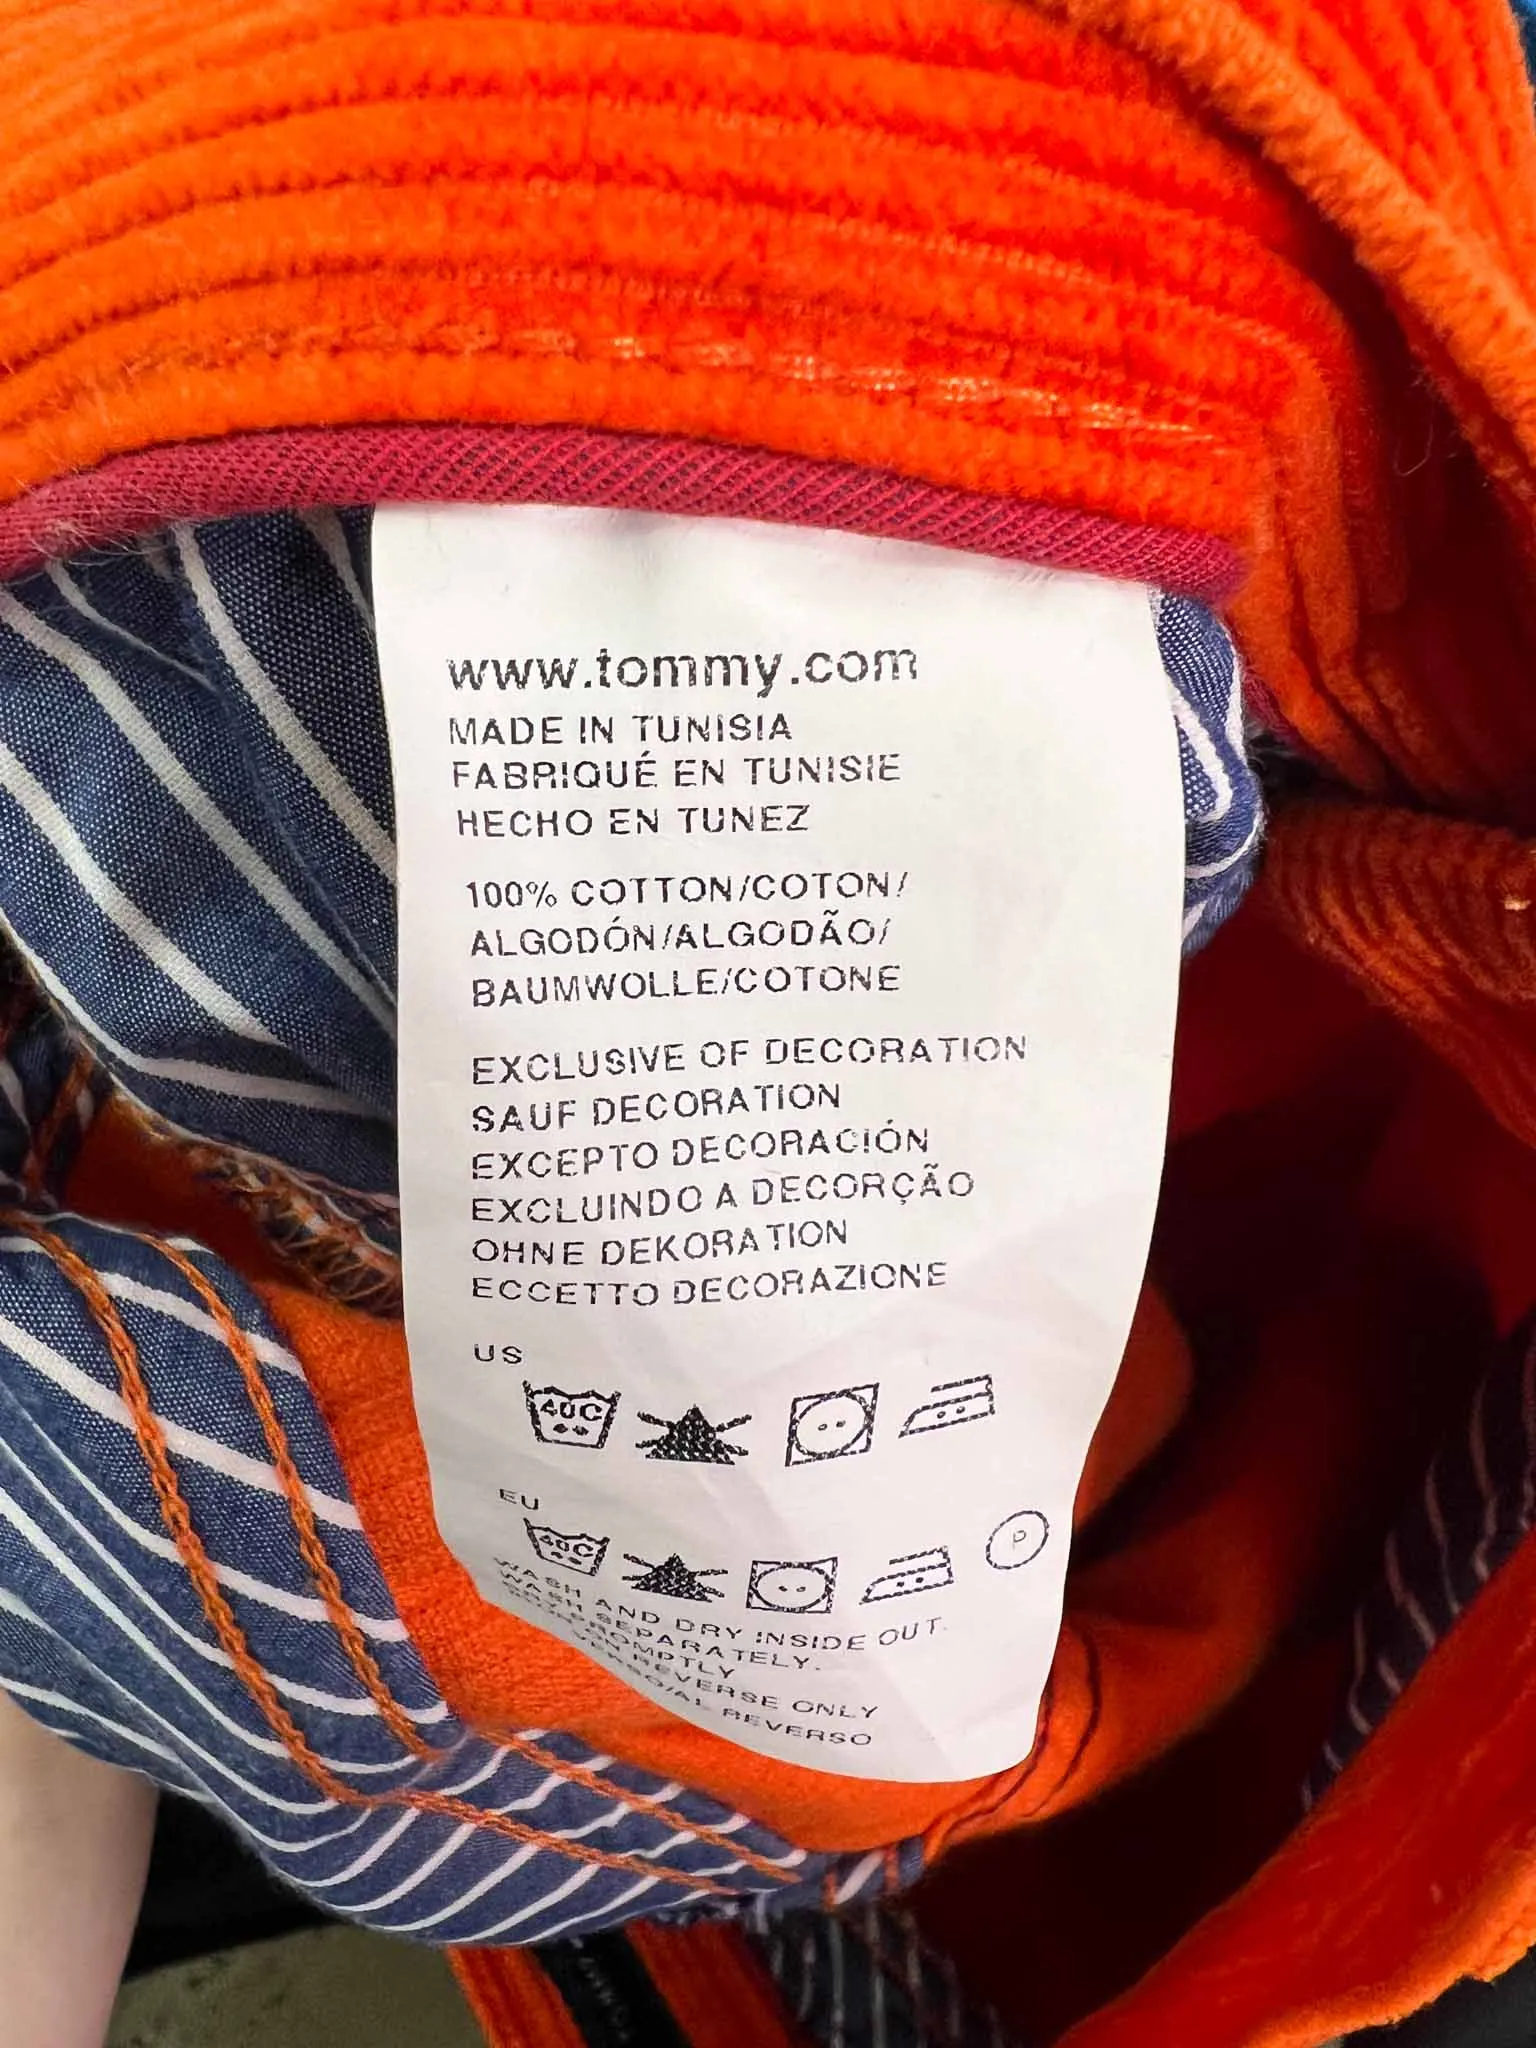 www.tommy.com
MADE IN TUNISIA
FABRIQUÉ EN TUNISIE
HECHO EN TUNEZ
100% COTTON/COTON/
ALGODÓN/ALGODÃO/
BAUMWOLLE/COTONE
EXCLUSIVE OF DECORATION
SAUF DECORATION
EXCEPTO DECORACIÓN
EXCLUINDO A DECORÇÃO
OHNE DEKORATION
ECCETTO DECORAZIONE
US
40C
EU
40C
P
WASH AND DRY INSIDE OUT.
WASH SEPARATELY.
PROMPTLY
REVERSE ONLY
REVERSO